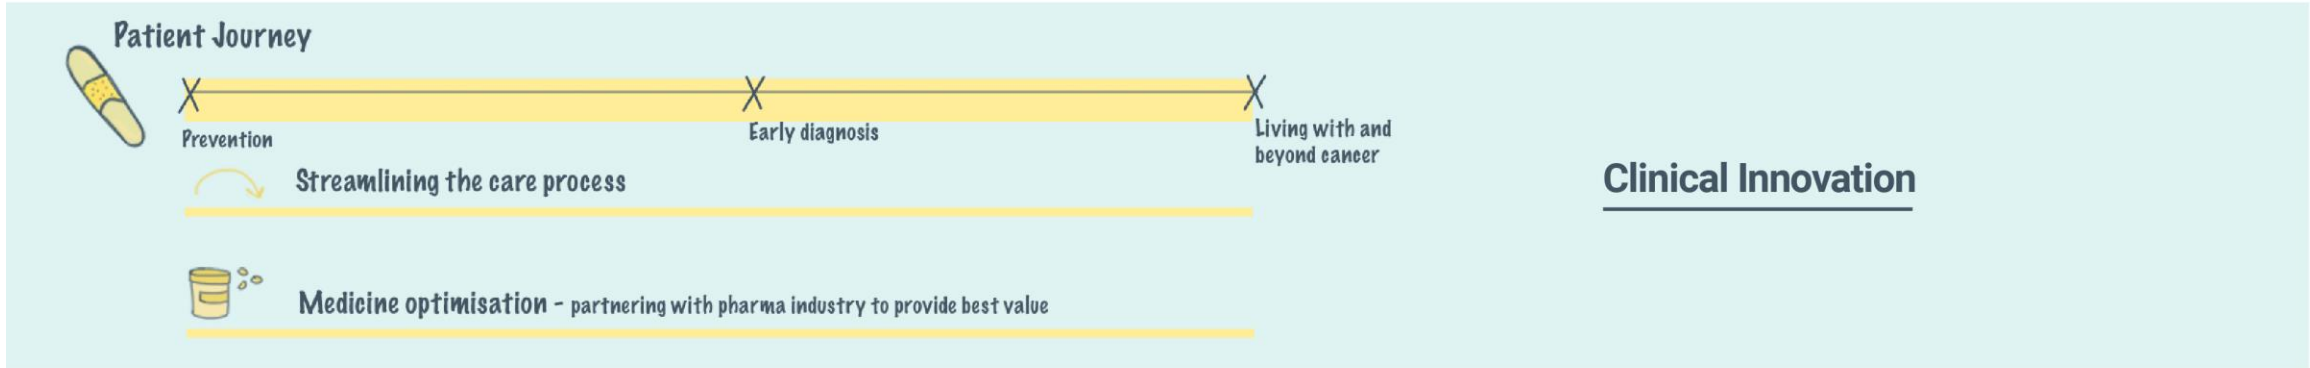 Patient Journey
Prevention
Early diagnosis
Living with and
beyond cancer
Streamlining the care process
Clinical Innovation
Medicine optimisation - partnering with pharma industry to provide best value